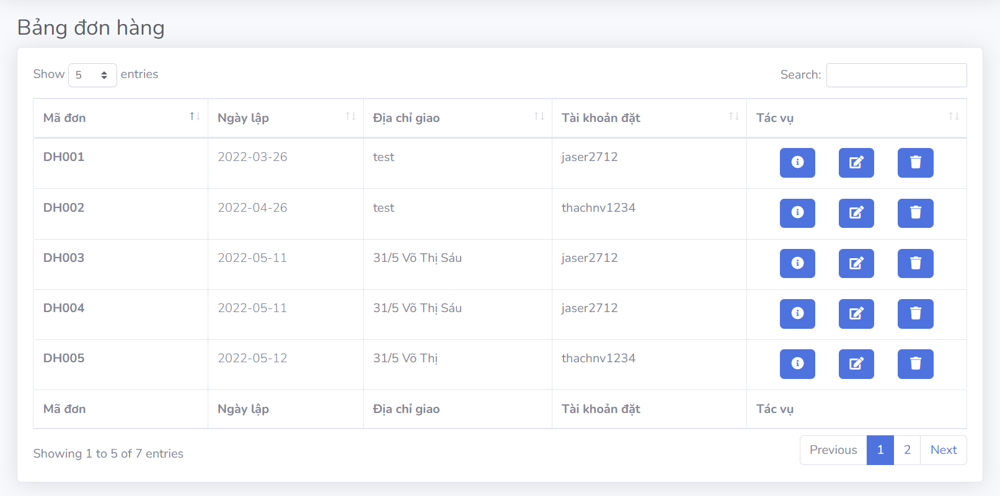 Bảng đơn hàng
Show 5 entries Search:
Mã đơn Ngày lập Địa chỉ giao Tài khoản đặt Tác vụ
DH001 2022-03-26 test jaser2712
DH002 2022-04-26 test thachnv1234
DH003 2022-05-11 31/5 Võ Thị Sáu jaser2712
DH004 2022-05-11 31/5 Võ Thị Sáu jaser2712
DH005 2022-05-12 31/5 Võ Thị thachnv1234
Mã đơn Ngày lập Địa chỉ giao Tài khoản đặt Tác vụ
Showing 1 to 5 of 7 entries Previous 1 2 Next